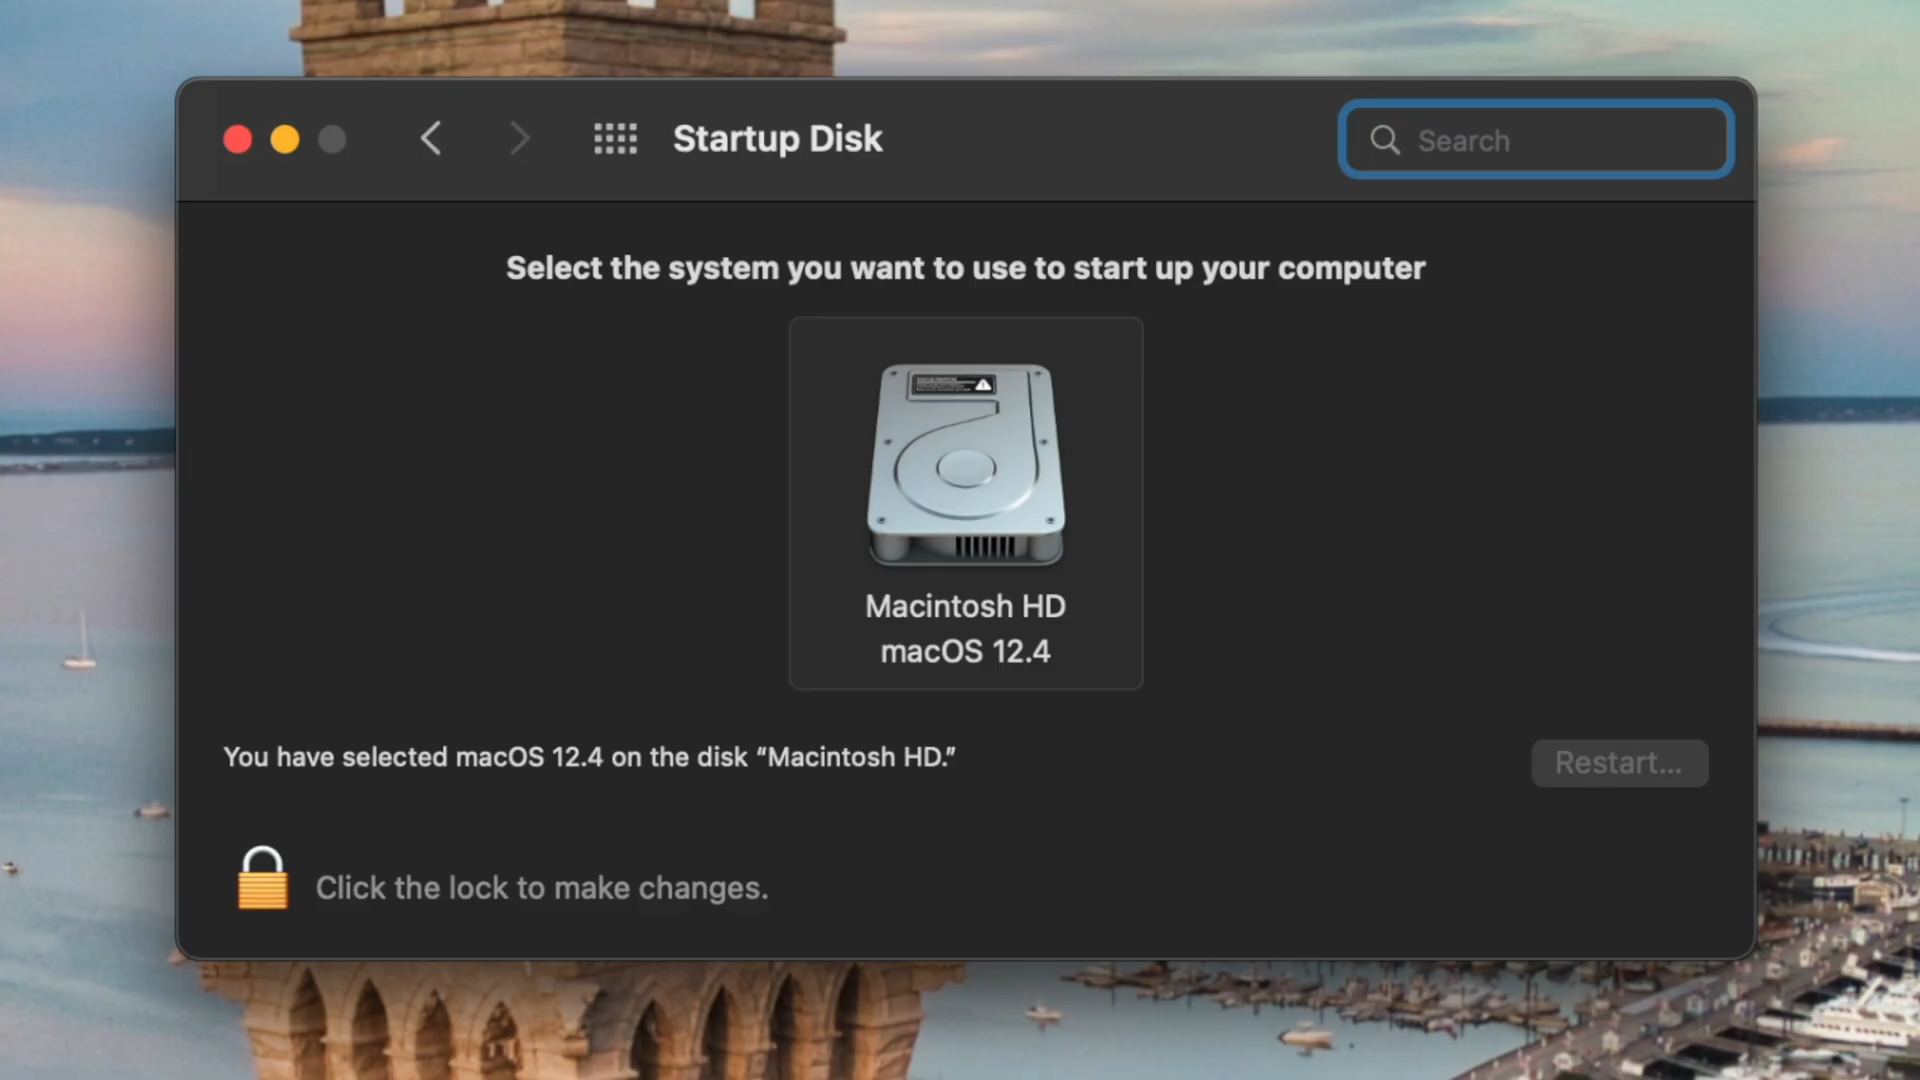 Startup Disk
Search
Select the system you want to use to start up your computer
Macintosh HD
macOS 12.4
You have selected macOS 12.4 on the disk “Macintosh HD.”
Restart...
Click the lock to make changes.